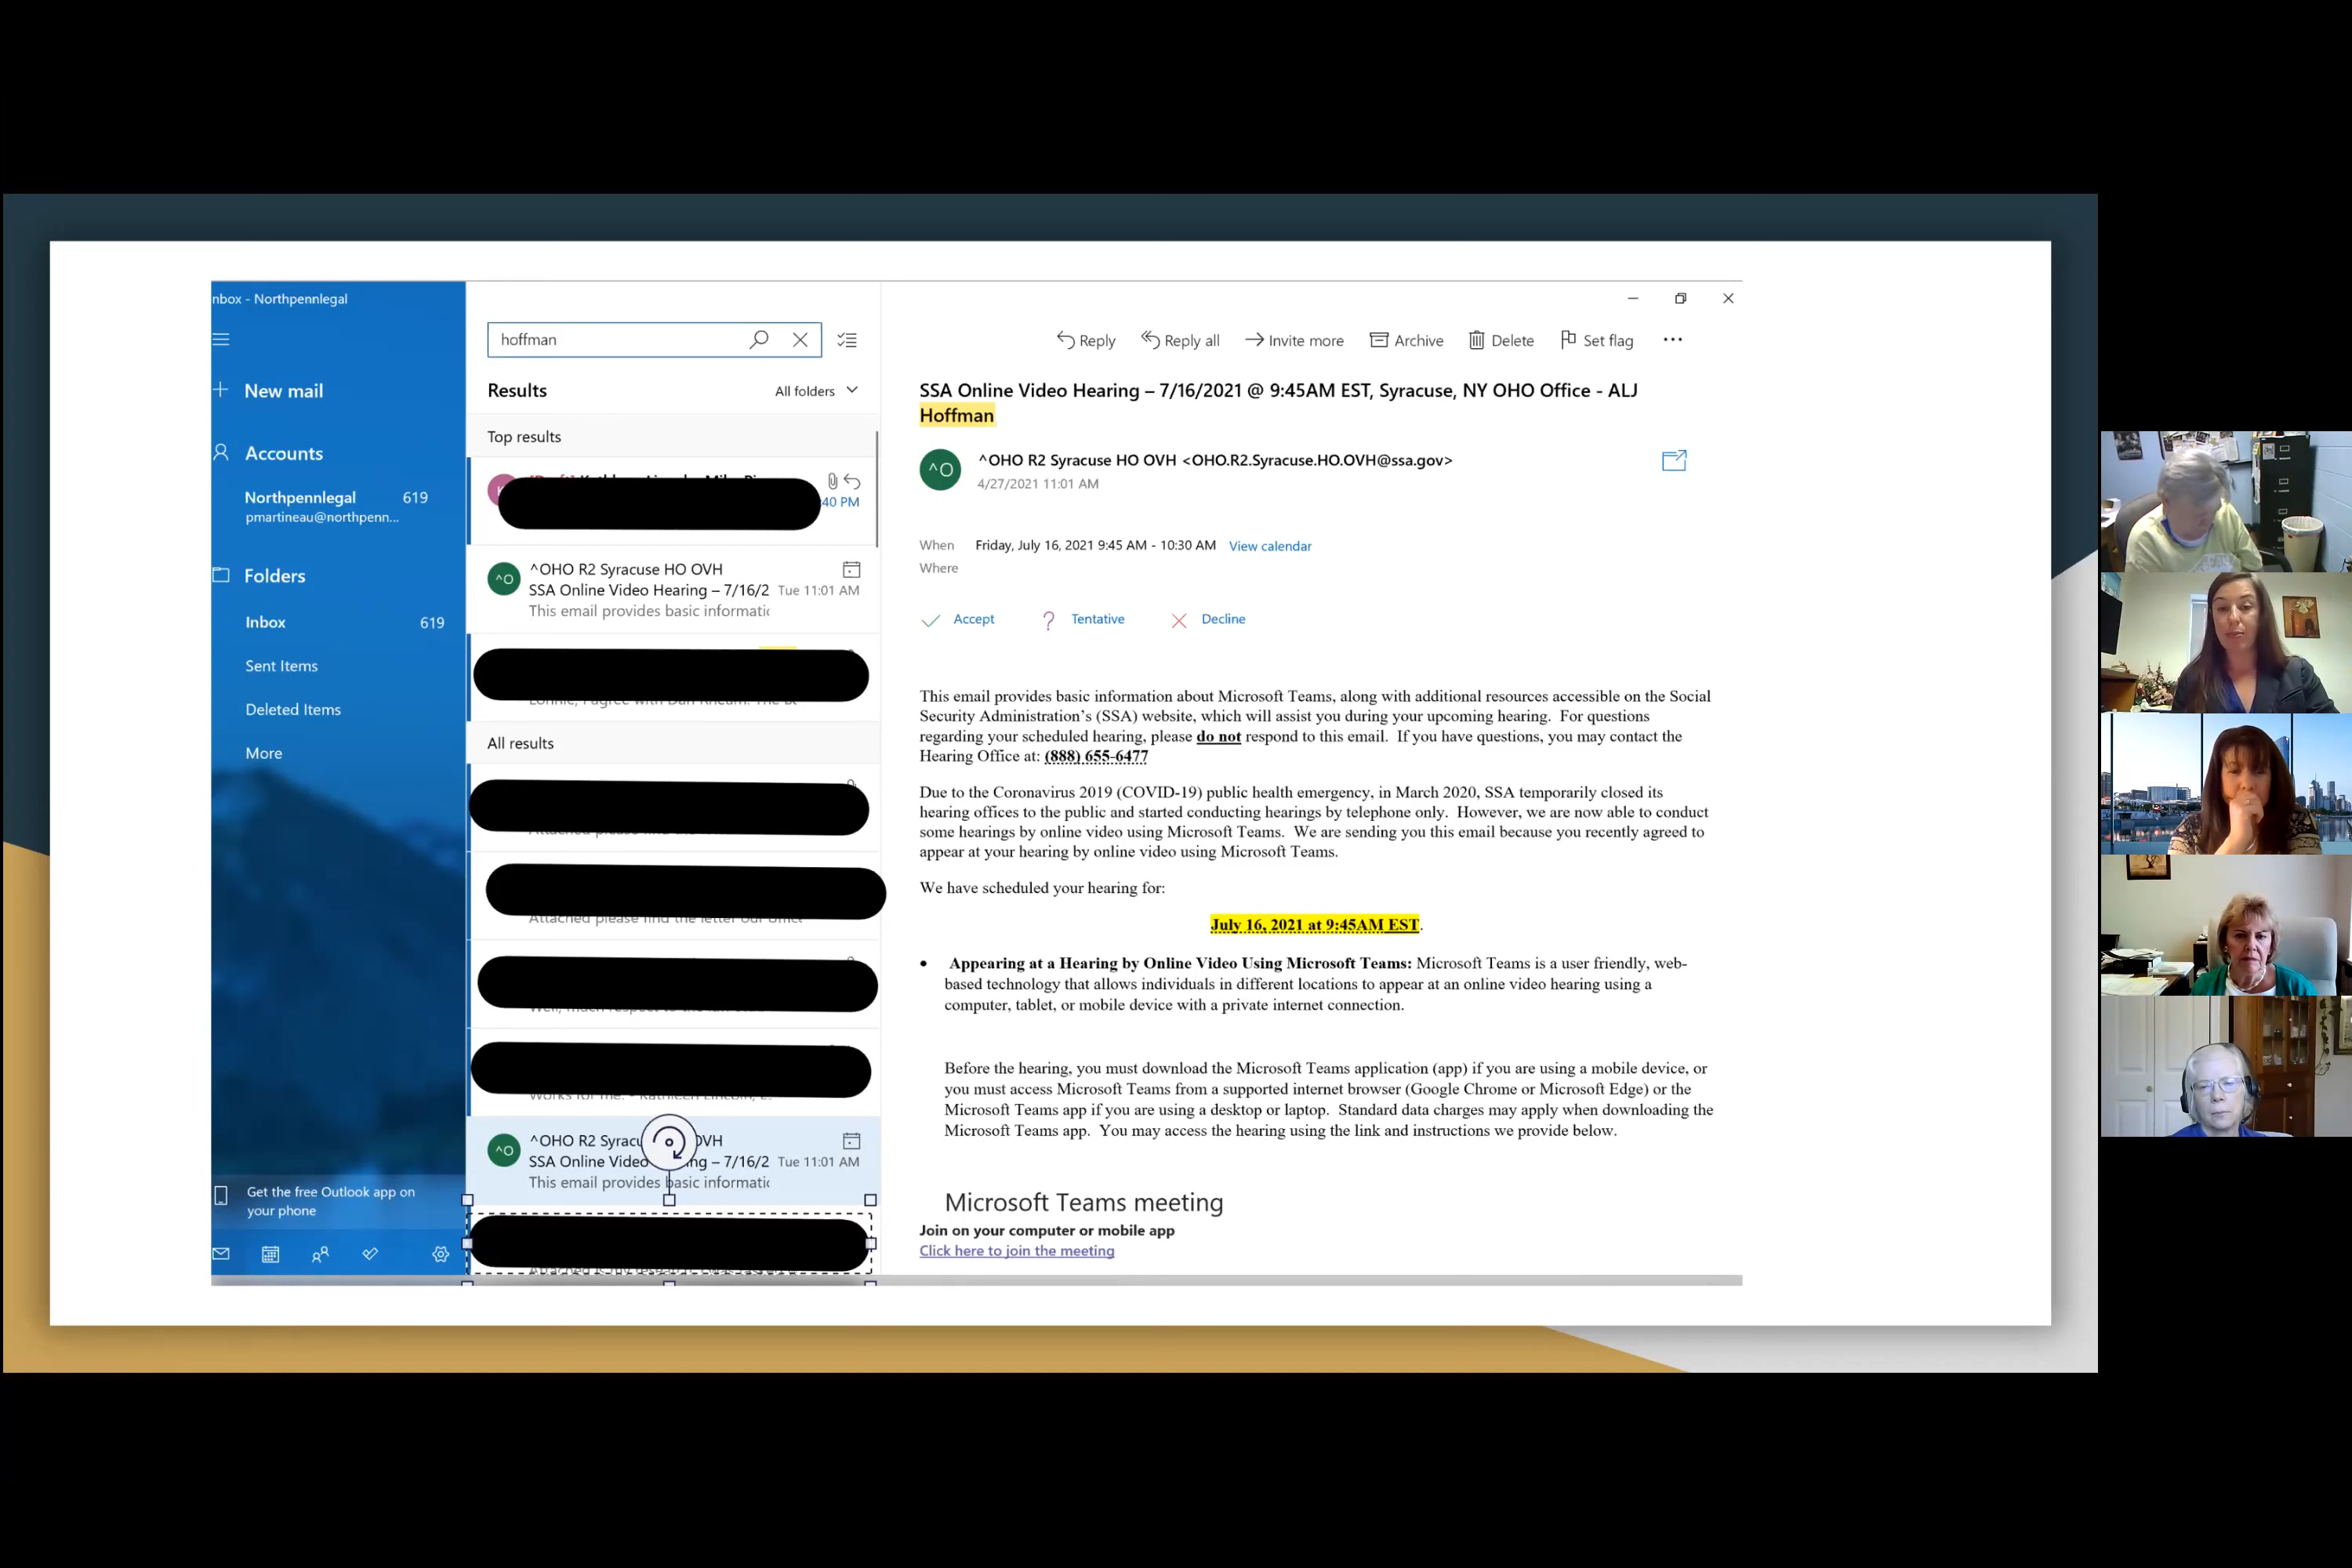 nbox - Northpennlegal
New mail
Accounts
Northpennlegal 619
pmartineau@northpenn...
Folders
Inbox 619
Sent Items
Deleted Items
More
Get the free Outlook app on
your phone
hoffman
Results All folders
Top results
40 PM
^O
^OHO R2 Syracuse HO OVH
SSA Online Video Hearing – 7/16/2 Tue 11:01 AM
This email provides basic informatic
All results
Attached please find the letter our office
^O
^OHO R2 Syracu OVH
SSA Online Video ng – 7/16/2 Tue 11:01 AM
This email provides basic informatic
Reply Reply all Invite more Archive Delete Set flag ...
SSA Online Video Hearing – 7/16/2021 @ 9:45AM EST, Syracuse, NY OHO Office - ALJ
Hoffman
^O
^OHO R2 Syracuse HO OVH <OHO.R2.Syracuse.HO.OVH@ssa.gov>
4/27/2021 11:01 AM
When Friday, July 16, 2021 9:45 AM - 10:30 AM View calendar
Where
Accept ? Tentative Decline
This email provides basic information about Microsoft Teams, along with additional resources accessible on the Social
Security Administration's (SSA) website, which will assist you during your upcoming hearing. For questions
regarding your scheduled hearing, please do not respond to this email. If you have questions, you may contact the
Hearing Office at: (888) 655-6477
Due to the Coronavirus 2019 (COVID-19) public health emergency, in March 2020, SSA temporarily closed its
hearing offices to the public and started conducting hearings by telephone only. However, we are now able to conduct
some hearings by online video using Microsoft Teams. We are sending you this email because you recently agreed to
appear at your hearing by online video using Microsoft Teams.
We have scheduled your hearing for:
July 16, 2021 at 9:45AM EST.
• Appearing at a Hearing by Online Video Using Microsoft Teams: Microsoft Teams is a user friendly, web-
based technology that allows individuals in different locations to appear at an online video hearing using a
computer, tablet, or mobile device with a private internet connection.
Before the hearing, you must download the Microsoft Teams application (app) if you are using a mobile device, or
you must access Microsoft Teams from a supported internet browser (Google Chrome or Microsoft Edge) or the
Microsoft Teams app if you are using a desktop or laptop. Standard data charges may apply when downloading the
Microsoft Teams app. You may access the hearing using the link and instructions we provide below.
Microsoft Teams meeting
Join on your computer or mobile app
Click here to join the meeting